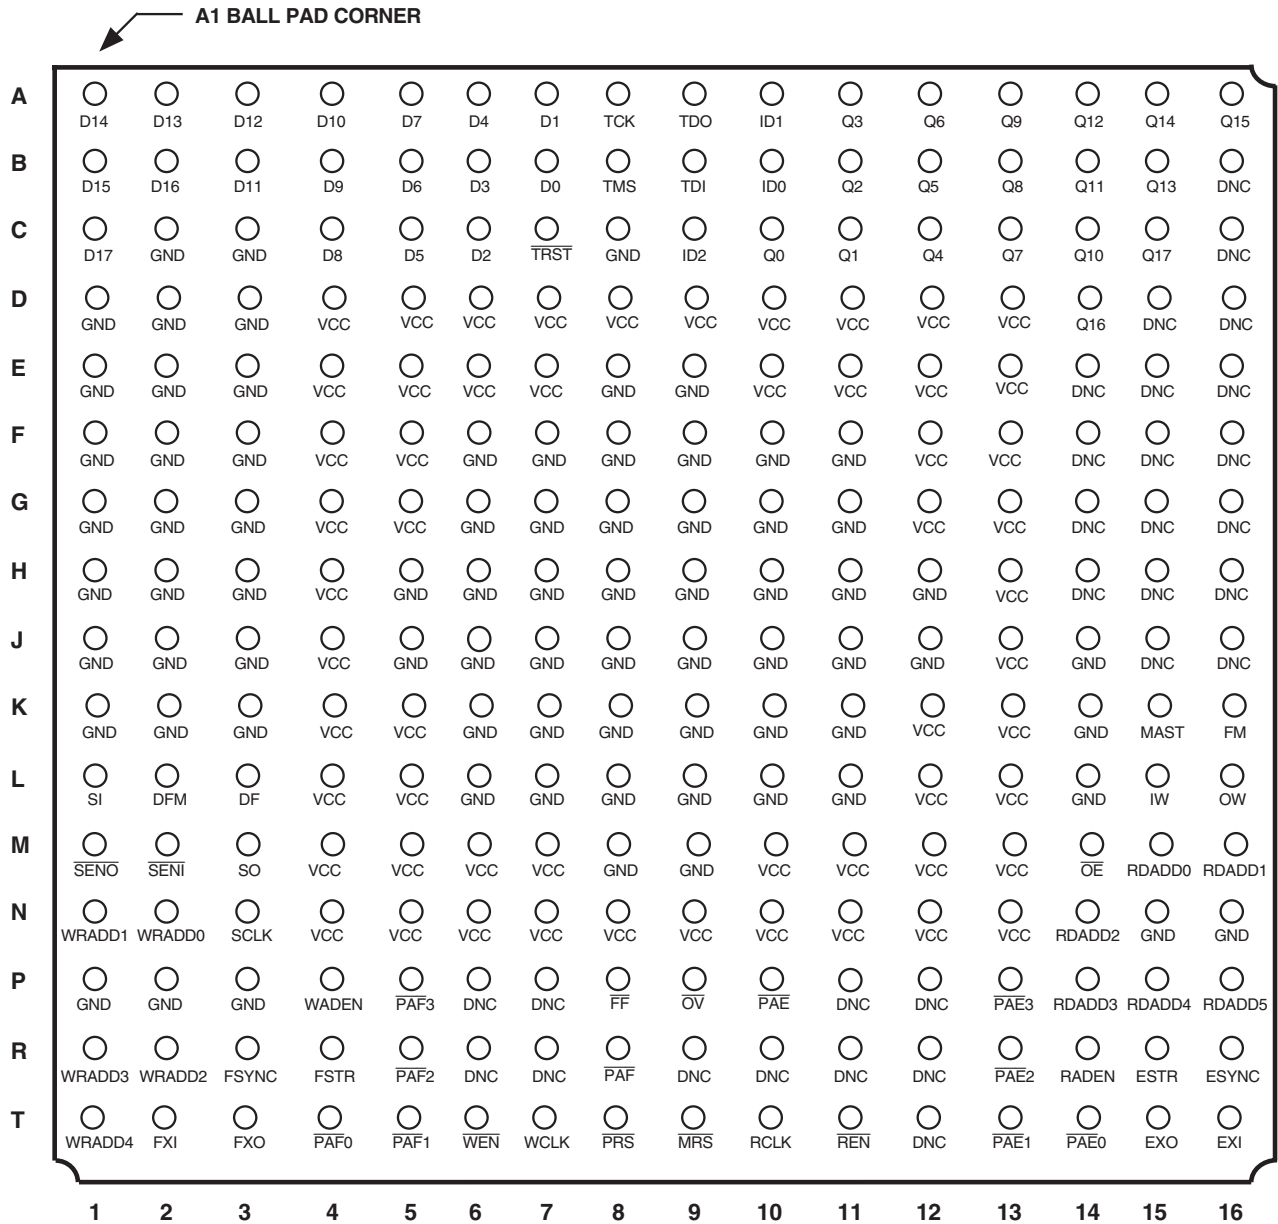 A1 BALL PAD CORNER
A
D14 D13 D12 D10 D7 D4 D1 TCK TDO ID1 Q3 Q6 Q9 Q12 Q14 Q15
B
D15 D16 D11 D9 D6 D3 D0 TMS TDI ID0 Q2 Q5 Q8 Q11 Q13 DNC
C
D17 GND GND D8 D5 D2 TRST GND ID2 Q0 Q1 Q4 Q7 Q10 Q17 DNC
D
GND GND GND VCC VCC VCC VCC VCC VCC VCC VCC VCC VCC Q16 DNC DNC
E
GND GND GND VCC VCC VCC VCC GND GND VCC VCC VCC VCC DNC DNC DNC
F
GND GND GND VCC VCC GND GND GND GND GND GND VCC VCC DNC DNC DNC
G
GND GND GND VCC VCC GND GND GND GND GND GND VCC VCC DNC DNC DNC
H
GND GND GND VCC GND GND GND GND GND GND GND GND VCC DNC DNC DNC
J
GND GND GND VCC GND GND GND GND GND GND GND GND VCC GND DNC DNC
K
GND GND GND VCC VCC GND GND GND GND GND GND VCC VCC GND MAST FM
L
SI DFM DF VCC VCC GND GND GND GND GND GND VCC VCC GND IW OW
M
SENO SENI SO VCC VCC VCC VCC GND GND VCC VCC VCC VCC OE RDADD0 RDADD1
N
WRADD1 WRADD0 SCLK VCC VCC VCC VCC VCC VCC VCC VCC VCC VCC RDADD2 GND GND
P
GND GND GND WADEN PAF3 DNC DNC FF OV PAE DNC DNC PAE3 RDADD3 RDADD4 RDADD5
R
WRADD3 WRADD2 FSYNC FSTR PAF2 DNC DNC PAF DNC DNC DNC DNC PAE2 RADEN ESTR ESYNC
T
WRADD4 FXI FXO PAF0 PAF1 WEN WCLK PRS MRS RCLK REN DNC PAE1 PAE0 EXO EXI
1 2 3 4 5 6 7 8 9 10 11 12 13 14 15 16